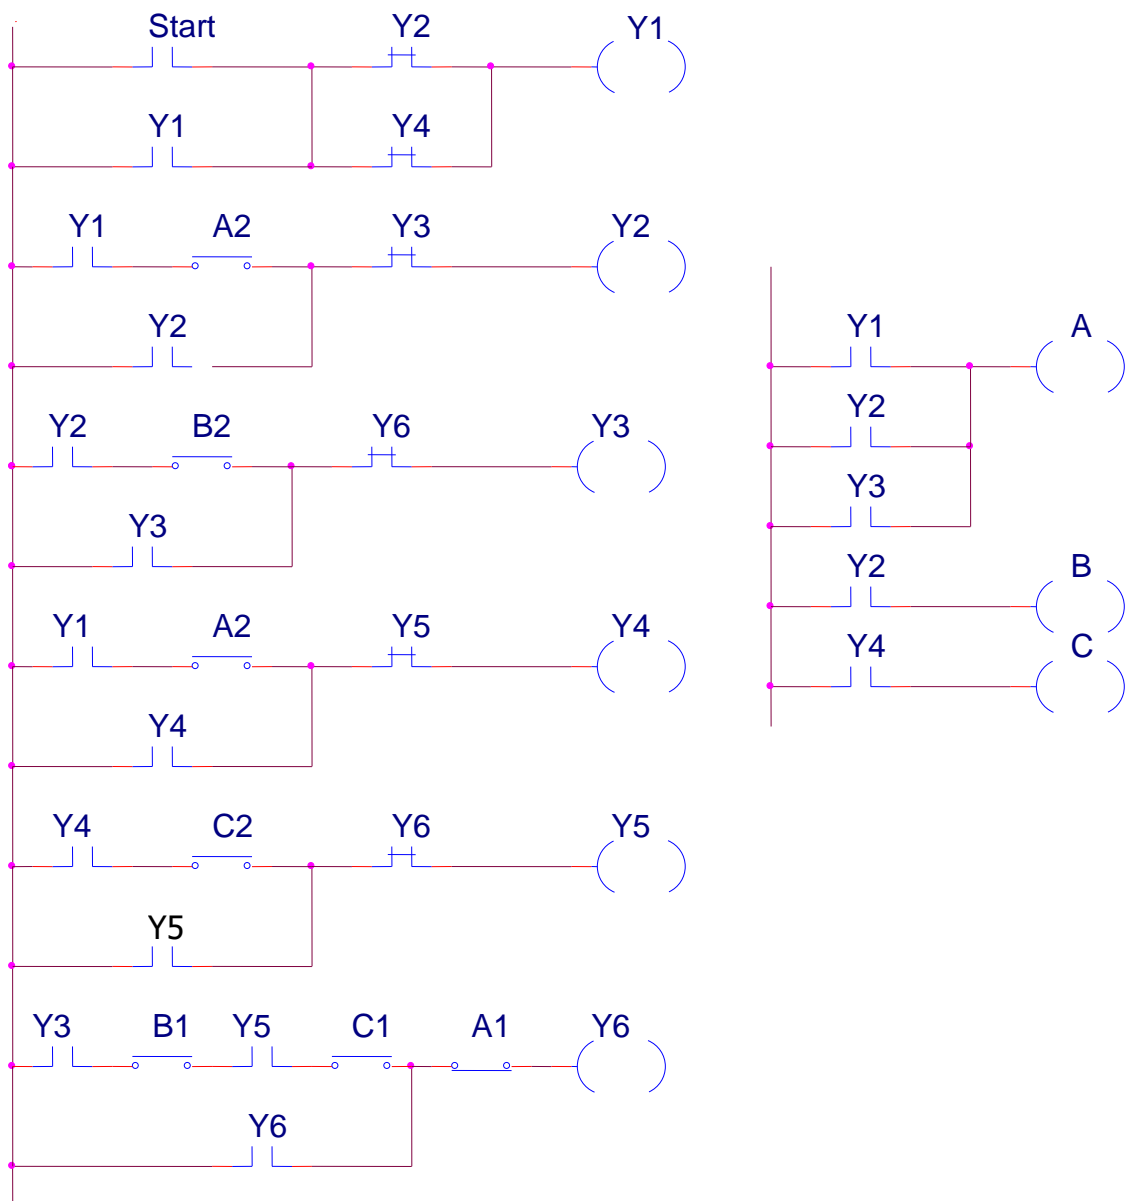 Start Y2 Y1
Y1 Y4
Y1 A2 Y3 Y2
Y2
Y2 B2 Y6 Y3
Y3
Y1 A2 Y5 Y4
Y4
Y4 C2 Y6 Y5
Y5
Y3 B1 Y5 C1 A1 Y6
Y6
Y1 A
Y2
Y3
Y2 B
Y4 C